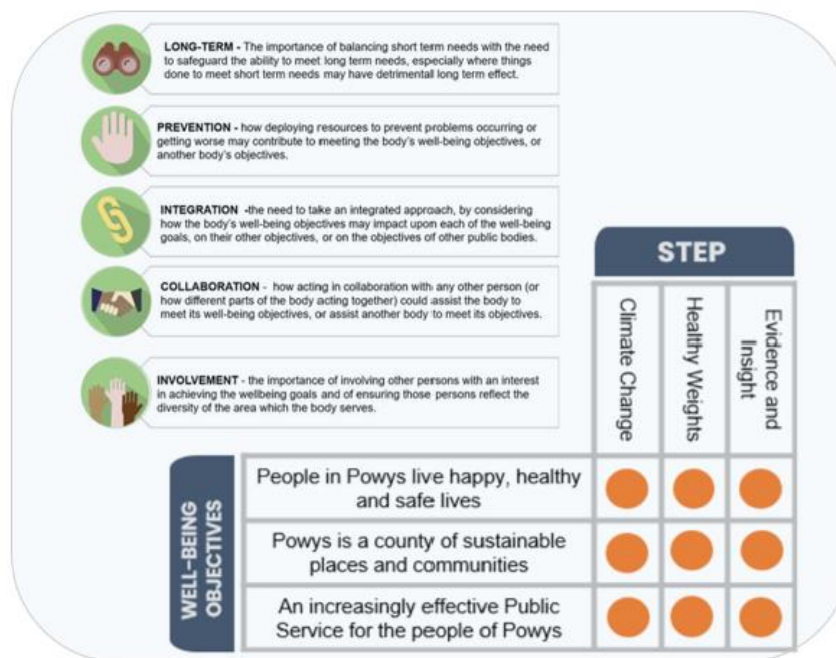 LONG-TERM - The importance of balancing short term needs with the need
to safeguard the ability to meet long term needs, especially where things
done to meet short term needs may have detrimental long term effect.
PREVENTION - how deploying resources to prevent problems occurring or
getting worse may contribute to meeting the body's well-being objectives, or
another body's objectives.
INTEGRATION -the need to take an integrated approach, by considering
how the body's well-being objectives may impact upon each of the well-being
goals, on their other objectives, or on the objectives of other public bodies.
COLLABORATION - how acting in collaboration with any other person (or
how different parts of the body acting together) could assist the body to
meet its well-being objectives, or assist another body to meet its objectives.
INVOLVEMENT - the importance of involving other persons with an interest
in achieving the wellbeing goals and of ensuring those persons reflect the
diversity of the area which the body serves.
STEP
Climate Change
Healthy Weights
Evidence and
Insight
WELL-BEING
OBJECTIVES
People in Powys live happy, healthy
and safe lives
Powys is a county of sustainable
places and communities
An increasingly effective Public
Service for the people of Powys